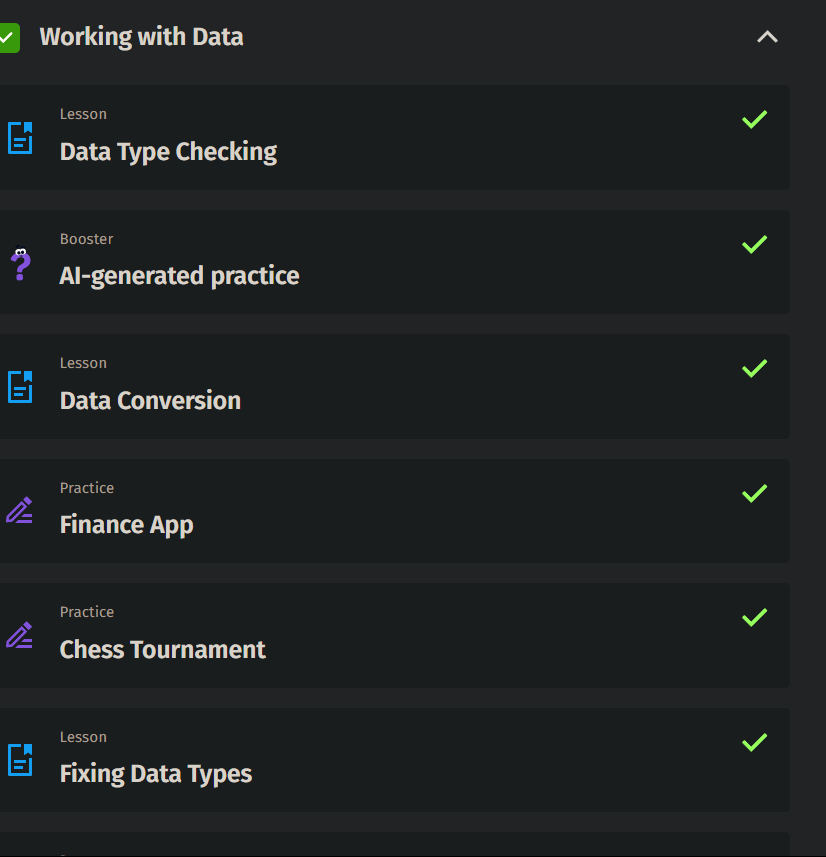 Working with Data
Lesson
Data Type Checking
Booster
AI-generated practice
Lesson
Data Conversion
Practice
Finance App
Practice
Chess Tournament
Lesson
Fixing Data Types